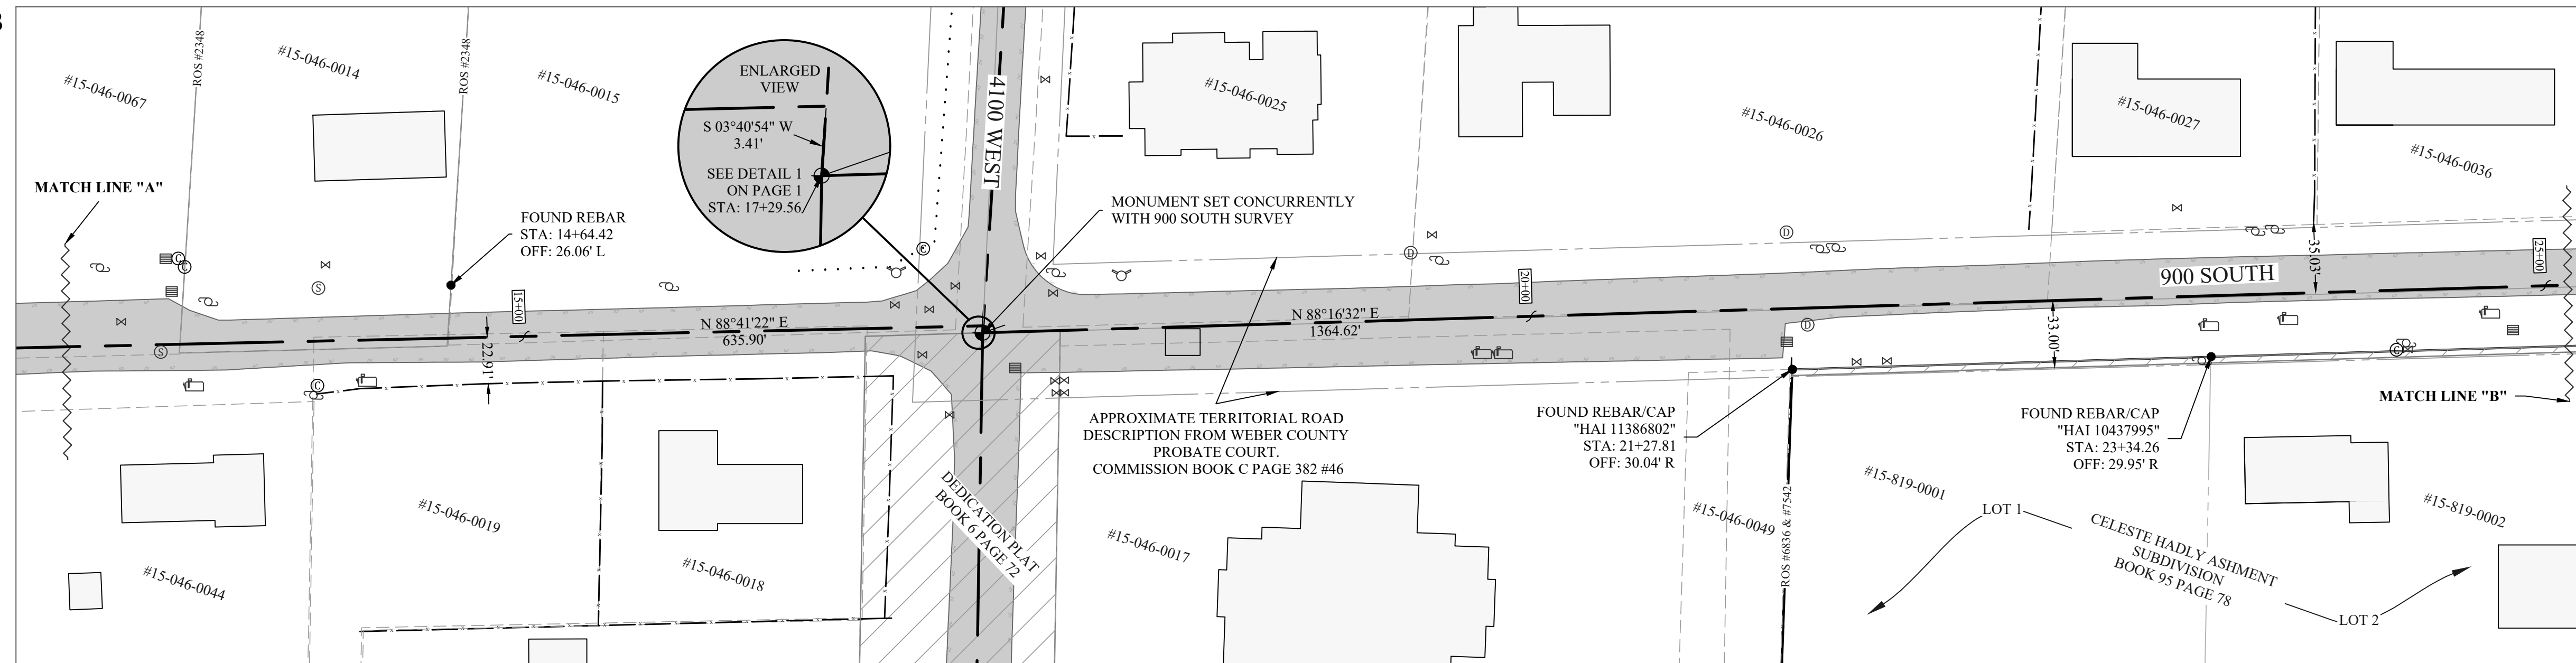 ROS #2348
ROS #2348
#15-046-0067
#15-046-0014
#15-046-0015
ENLARGED
VIEW
S 03°40'54" W
3.41'
SEE DETAIL 1
ON PAGE 1
STA: 17+29.56
4100 WEST
#15-046-0025
#15-046-0026
#15-046-0027
#15-046-0036
MATCH LINE "A"
FOUND REBAR
STA: 14+64.42
OFF: 26.06' L
MONUMENT SET CONCURRENTLY
WITH 900 SOUTH SURVEY
C
C
C
S
S
C
D
D
D
C
15+00
20+00
25+00
900 SOUTH
35.03'
N 88°41'22" E
635.90'
N 88°16'32" E
1364.62'
22.91'
33.00'
MATCH LINE "B"
APPROXIMATE TERRITORIAL ROAD
DESCRIPTION FROM WEBER COUNTY
PROBATE COURT.
COMMISSION BOOK C PAGE 382 #46
FOUND REBAR/CAP
"HAI 11386802"
STA: 21+27.81
OFF: 30.04' R
FOUND REBAR/CAP
"HAI 10437995"
STA: 23+34.26
OFF: 29.95' R
#15-046-0044
#15-046-0019
#15-046-0018
DEDICATION PLAT
BOOK 6 PAGE 72
#15-046-0017
#15-046-0049
ROS #6836 & #7542
#15-819-0001
LOT 1
CELESTE HADLY ASHMENT
SUBDIVISION
BOOK 95 PAGE 78
#15-819-0002
LOT 2